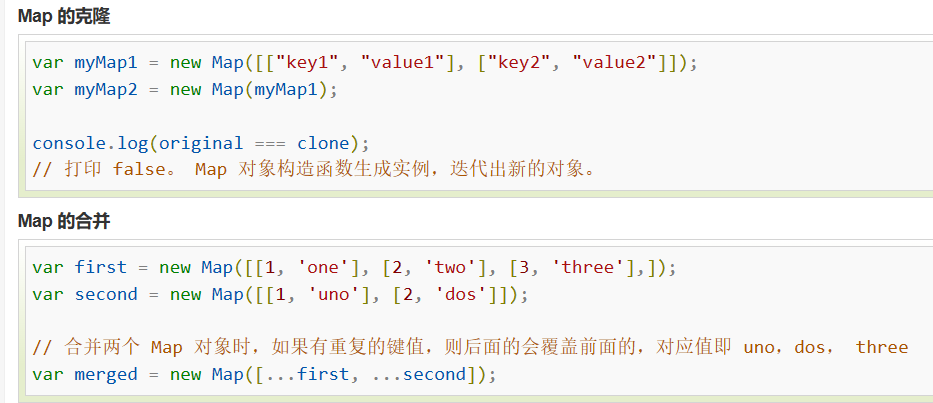 Map 的克隆
var myMap1 = new Map([["key1", "value1"], ["key2", "value2"]]);
var myMap2 = new Map(myMap1);
console.log(original === clone);
// 打印 false。 Map 对象构造函数生成实例，迭代出新的对象。
Map 的合并
var first = new Map([[1, 'one'], [2, 'two'], [3, 'three'],]);
var second = new Map([[1, 'uno'], [2, 'dos']]);
// 合并两个 Map 对象时，如果有重复的键值，则后面的会覆盖前面的，对应值即 uno，dos， three
var merged = new Map([...first, ...second]);